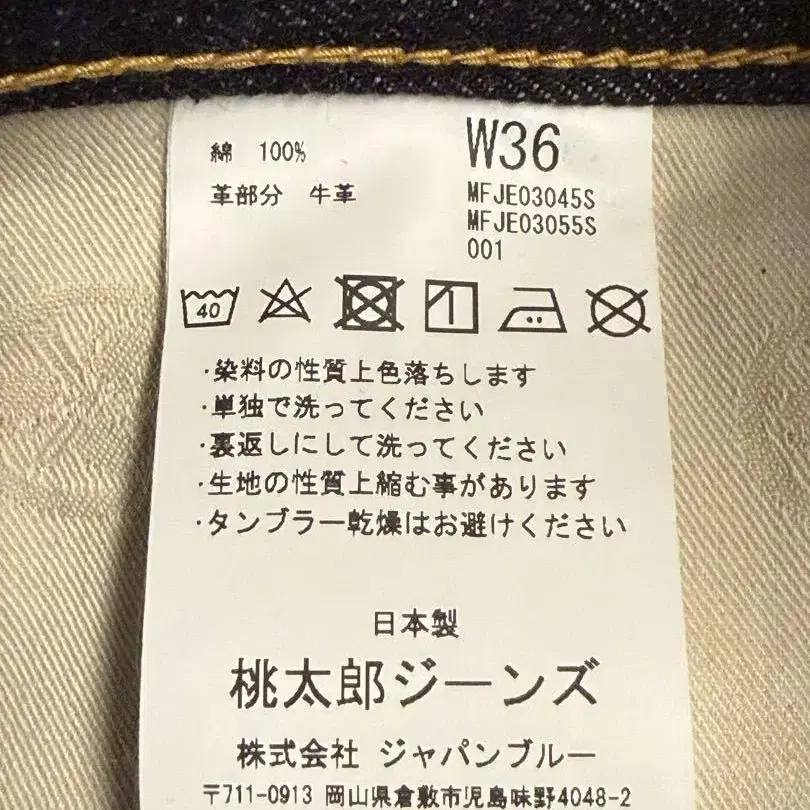 綿 100%
革部分 牛革
W36
MFJE03045S
MFJE03055S
001
40
・染料の性質上色落ちします
・単独で洗ってください
・裏返しにして洗ってください
・生地の性質上縮む事があります
・タンブラー乾燥はお避けください
日本製
桃太郎ジーンズ
株式会社 ジャパンブルー
〒711-0913 岡山県倉敷市児島味野4048-2